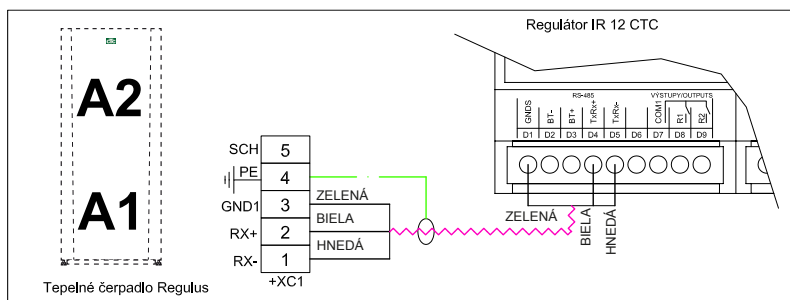 Regulátor IR 12 CTC
A2
A1
Tepelné čerpadlo Regulus
RS-485
VÝSTUPY/OUTPUTS
GNDS
BT-
BT+
TxRx+
TxRx-
COM1
R1
R2
D1 D2 D3 D4 D5 D6 D7 D8 D9
SCH 5
PE 4
GND1 3 ZELENÁ
RX+ 2 BIELA
RX- 1 HNEDÁ
+XC1
ZELENÁ
BIELA
HNEDÁ